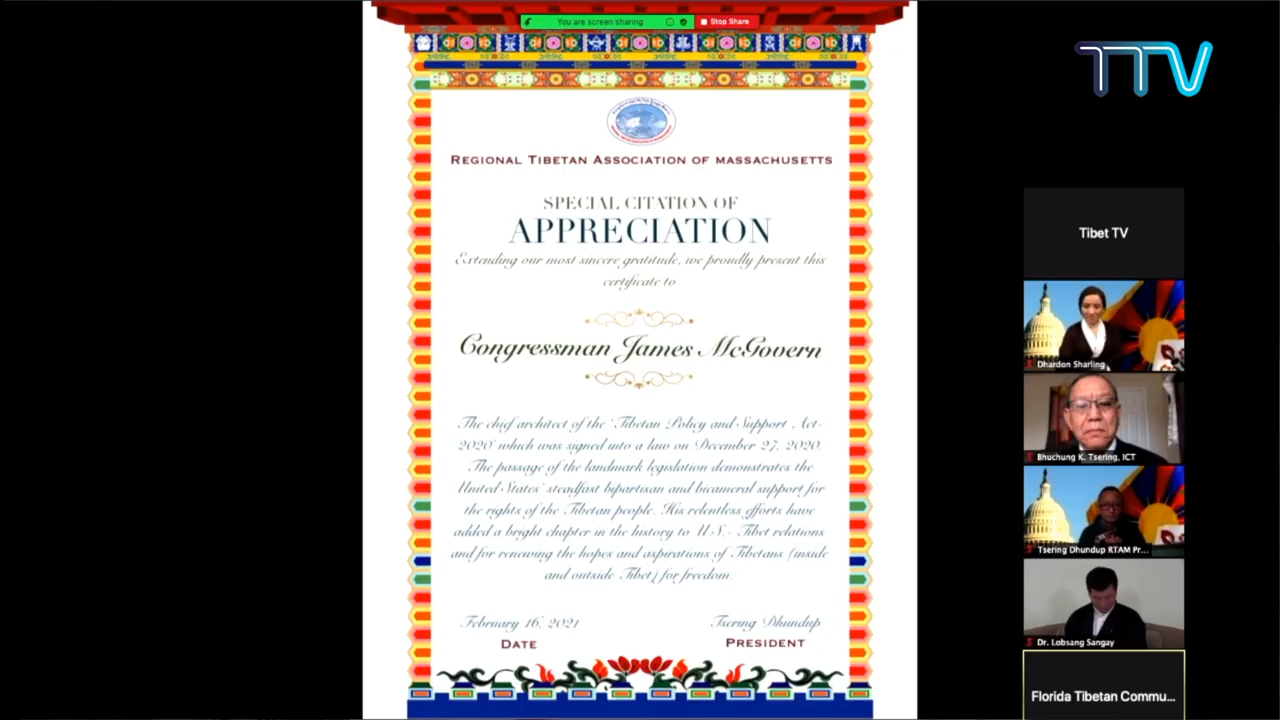 You are screen sharing
Stop Share
TTV
REGIONAL TIBETAN ASSOCIATION OF MASSACHUSETTS
SPECIAL CITATION OF
APPRECIATION
Extending our most sincere gratitude, we proudly present this
certificate to
Congressman James McGovern
The chief architect of the 'Tibetan Policy and Support Act-
2020' which was signed into a law on December 27, 2020.
The passage of the landmark legislation demonstrates the
United States' steadfast bipartisan and bicameral support for
the rights of the Tibetan people. His relentless efforts have
added a bright chapter in the history to U.S.- Tibet relations
and for renewing the hopes and aspirations of Tibetans (inside
and outside Tibet) for freedom.
February 16, 2021
DATE
Tsering Dhundup
PRESIDENT
Tibet TV
Dhardon Sharling
Bhuchung K. Tsering, ICT
Tsering Dhundup RTAM Pr...
Dr. Lobsang Sangay
Florida Tibetan Commu...